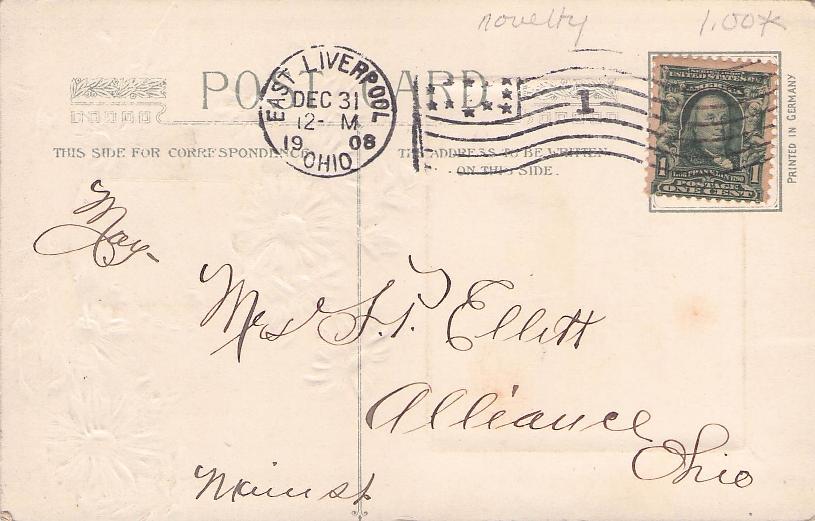 novelty 1.00*
POST CARD
EAST LIVERPOOL
DEC 31
12- M
19 08
OHIO
1
UNITED STATES OF
AMERICA
1 1
POSTAGE
ONE CENT
PRINTED IN GERMANY
THIS SIDE FOR CORRESPONDENCE
THE ADDRESS TO BE WRITTEN
ON THIS SIDE.
May-
Mrs J. P. Ellett
Alliance
Ohio
Main st